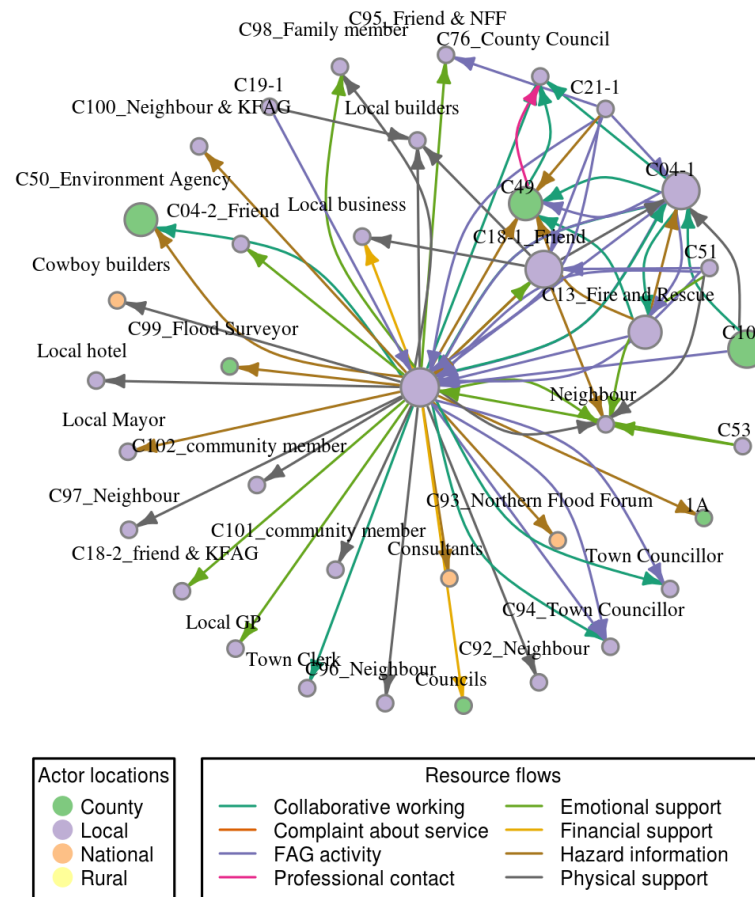 C95_Friend & NFF
C98_Family member
C76_County Council
C19-1
C21-1
C100_Neighbour & KFAG
Local builders
C04-1
C50_Environment Agency
C49
C04-2_Friend
Local business
C18-1_Friend
Cowboy builders
C51
C13_Fire and Rescue
C99_Flood Surveyor
C10
Local hotel
Neighbour
Local Mayor
C53
C102_community member
C97_Neighbour
C93_Northern Flood Forum
1A
C101_community member
C18-2_friend & KFAG
Consultants
Town Councillor
C94_Town Councillor
Local GP
C92_Neighbour
Town Clerk
C96_Neighbour
Councils
Actor locations
County
Local
National
Rural
Resource flows
Collaborative working
Complaint about service
FAG activity
Professional contact
Emotional support
Financial support
Hazard information
Physical support